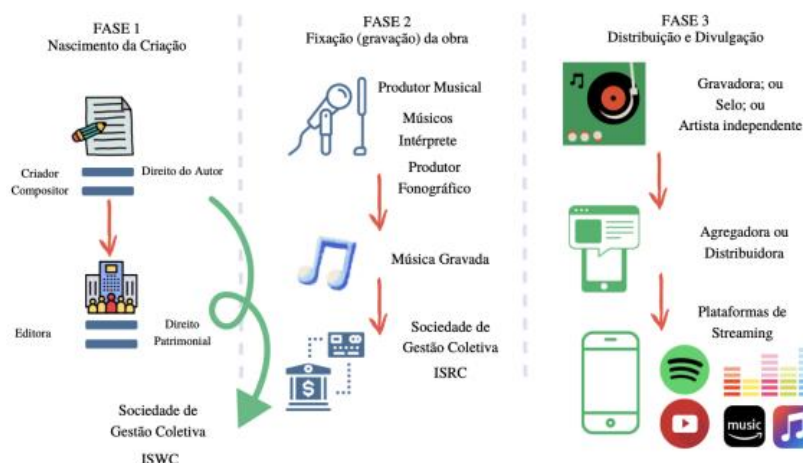 FASE 1
Nascimento da Criação
Criador
Compositor
Direito do Autor
Editora
Direito
Patrimonial
Sociedade de
Gestão Coletiva
ISWC
FASE 2
Fixação (gravação) da obra
Produtor Musical
Músicos
Intérprete
Produtor
Fonográfico
Música Gravada
Sociedade de
Gestão Coletiva
ISRC
FASE 3
Distribuição e Divulgação
Gravadora; ou
Selo; ou
Artista independente
Agregadora ou
Distribuidora
Plataformas de
Streaming
music